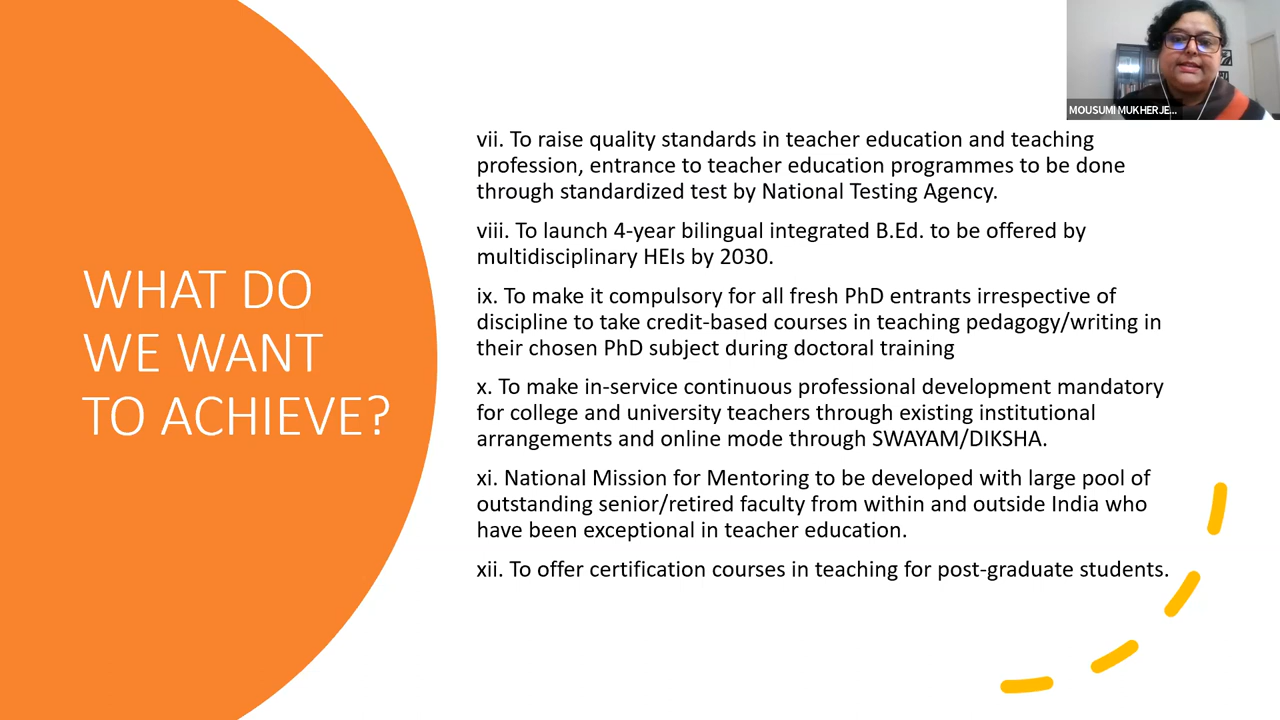 WHAT DO
WE WANT
TO ACHIEVE?
MOUSUMI MUKHERJE...
vii. To raise quality standards in teacher education and teaching
profession, entrance to teacher education programmes to be done
through standardized test by National Testing Agency.
viii. To launch 4-year bilingual integrated B.Ed. to be offered by
multidisciplinary HEIs by 2030.
ix. To make it compulsory for all fresh PhD entrants irrespective of
discipline to take credit-based courses in teaching pedagogy/writing in
their chosen PhD subject during doctoral training
x. To make in-service continuous professional development mandatory
for college and university teachers through existing institutional
arrangements and online mode through SWAYAM/DIKSHA.
xi. National Mission for Mentoring to be developed with large pool of
outstanding senior/retired faculty from within and outside India who
have been exceptional in teacher education.
xii. To offer certification courses in teaching for post-graduate students.